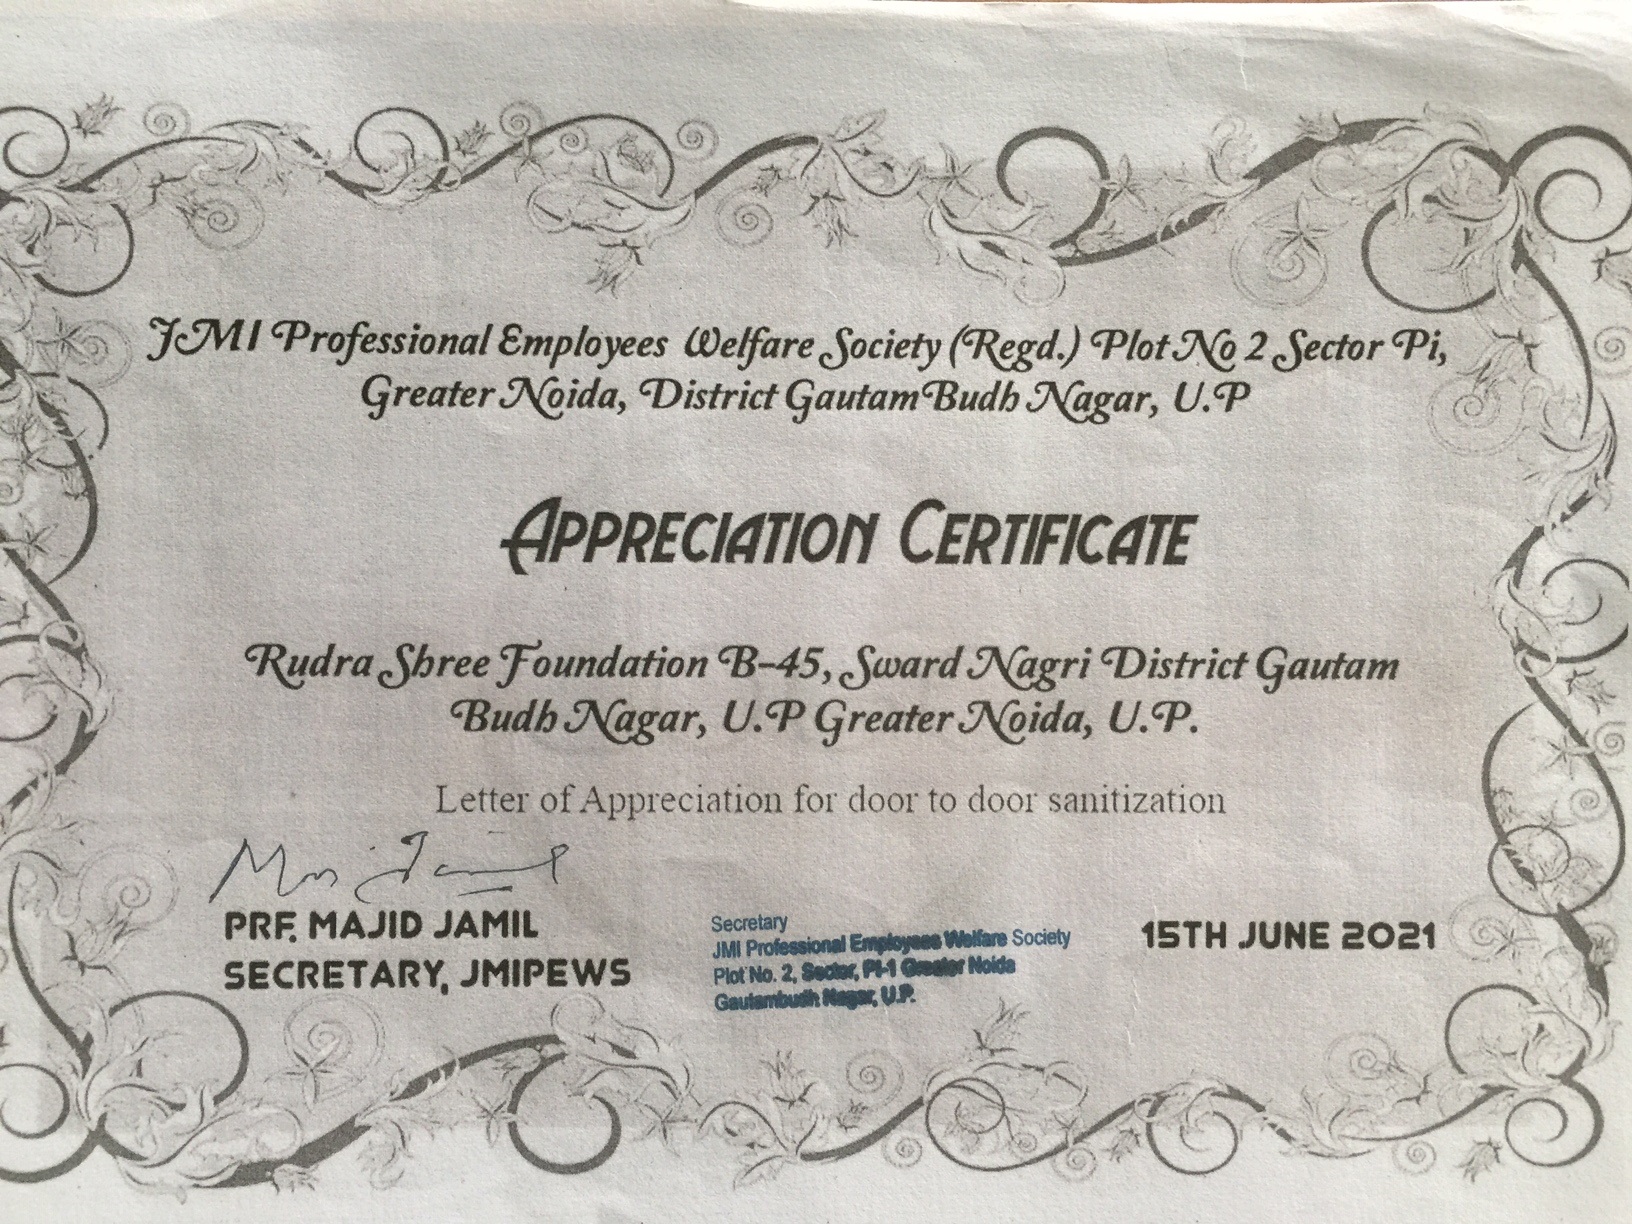 JMI Professional Employees Welfare Society (Regd.) Plot No 2 Sector Pi,
Greater Noida, District Gautam Budh Nagar, U.P
APPRECIATION CERTIFICATE
Rudra Shree Foundation B-45, Sward Nagri District Gautam
Budh Nagar, U.P Greater Noida, U.P.
Letter of Appreciation for door to door sanitization
PRF. MAJID JAMIL
SECRETARY, JMIPEWS
Secretary
JMI Professional Employees Welfare Society
Plot No. 2, Sector, PI-1 Greater Noida
Gautambudh Nagar, U.P.
15TH JUNE 2021